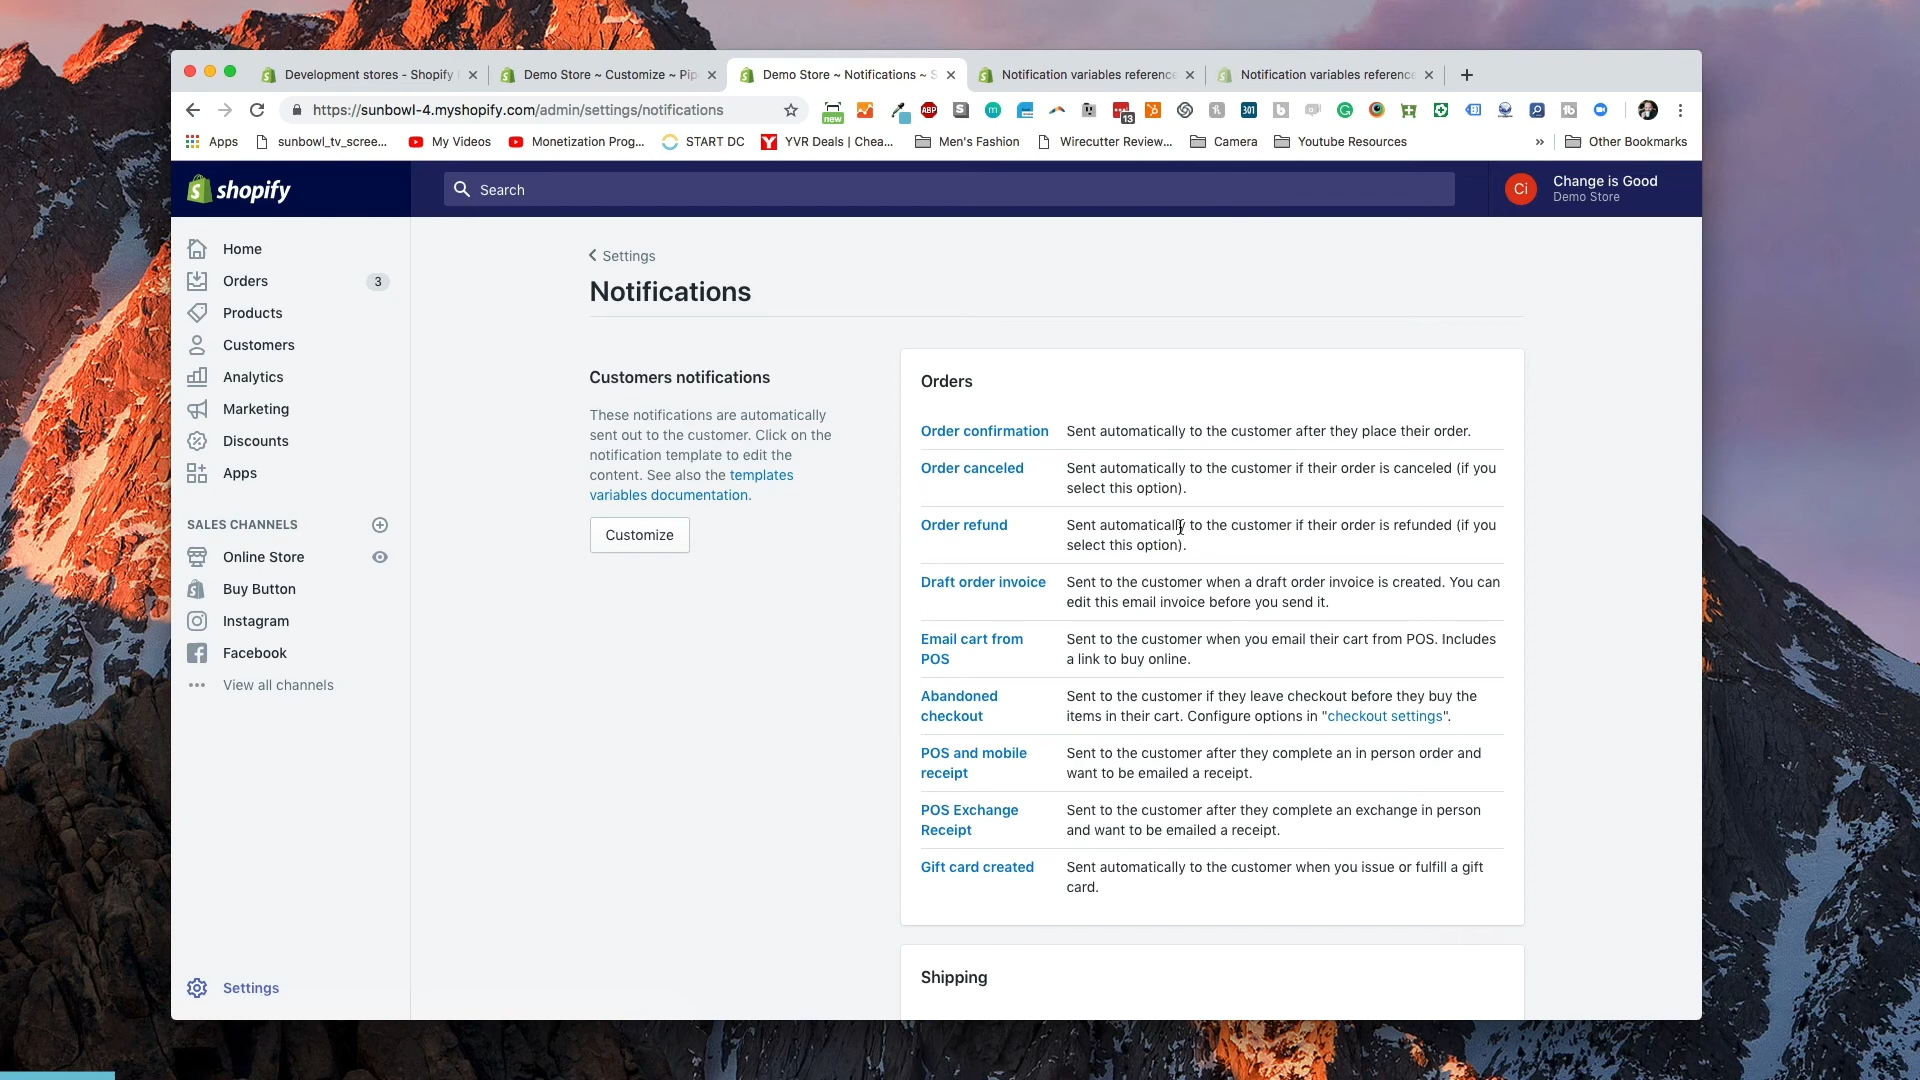 Development stores - Shopify
Demo Store ~ Customize ~ Pip
Demo Store ~ Notifications ~ S
Notification variables reference
Notification variables reference
https://sunbowl-4.myshopify.com/admin/settings/notifications
new
ABP
13
301
Apps
sunbowl_tv_scree...
My Videos
Monetization Prog...
START DC
YVR Deals | Chea...
Men's Fashion
Wirecutter Review...
Camera
Youtube Resources
»
Other Bookmarks
shopify
Search
Ci
Change is Good
Demo Store
Home
Orders
3
Products
Customers
Analytics
Marketing
Discounts
Apps
SALES CHANNELS
Online Store
Buy Button
Instagram
Facebook
View all channels
Settings
Settings
Notifications
Customers notifications
These notifications are automatically
sent out to the customer. Click on the
notification template to edit the
content. See also the templates
variables documentation.
Customize
Orders
Order confirmation
Sent automatically to the customer after they place their order.
Order canceled
Sent automatically to the customer if their order is canceled (if you
select this option).
Order refund
Sent automatically to the customer if their order is refunded (if you
select this option).
Draft order invoice
Sent to the customer when a draft order invoice is created. You can
edit this email invoice before you send it.
Email cart from
POS
Sent to the customer when you email their cart from POS. Includes
a link to buy online.
Abandoned
checkout
Sent to the customer if they leave checkout before they buy the
items in their cart. Configure options in "checkout settings".
POS and mobile
receipt
Sent to the customer after they complete an in person order and
want to be emailed a receipt.
POS Exchange
Receipt
Sent to the customer after they complete an exchange in person
and want to be emailed a receipt.
Gift card created
Sent automatically to the customer when you issue or fulfill a gift
card.
Shipping